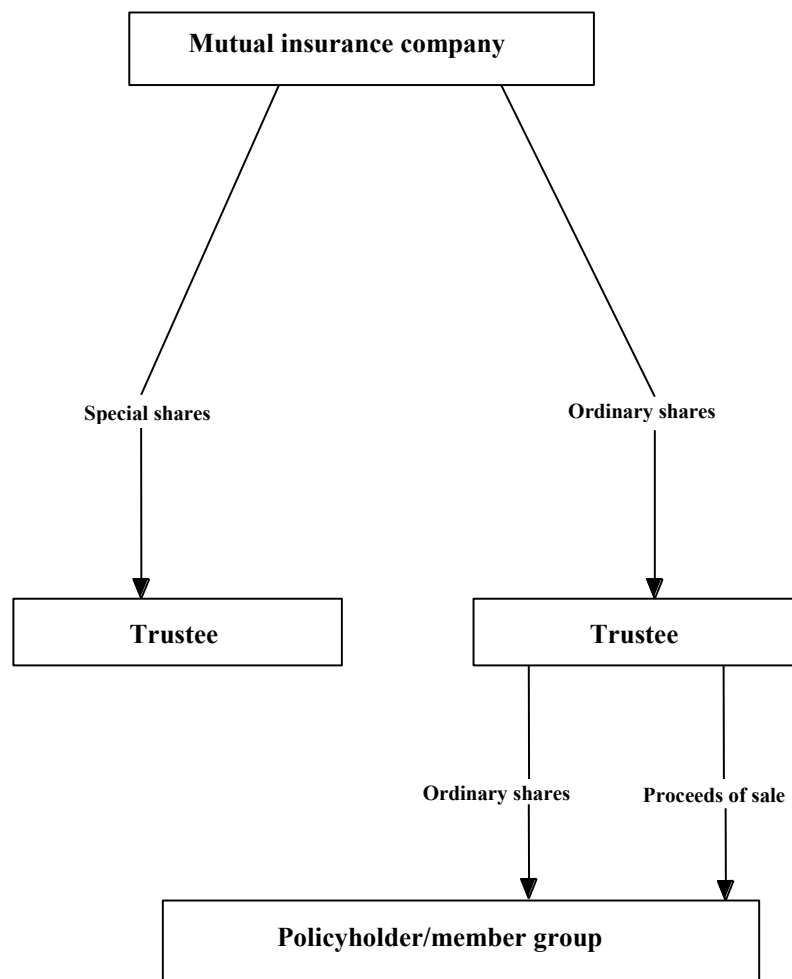 Mutual insurance company
Special shares
Ordinary shares
Trustee
Trustee
Ordinary shares
Proceeds of sale
Policyholder/member group